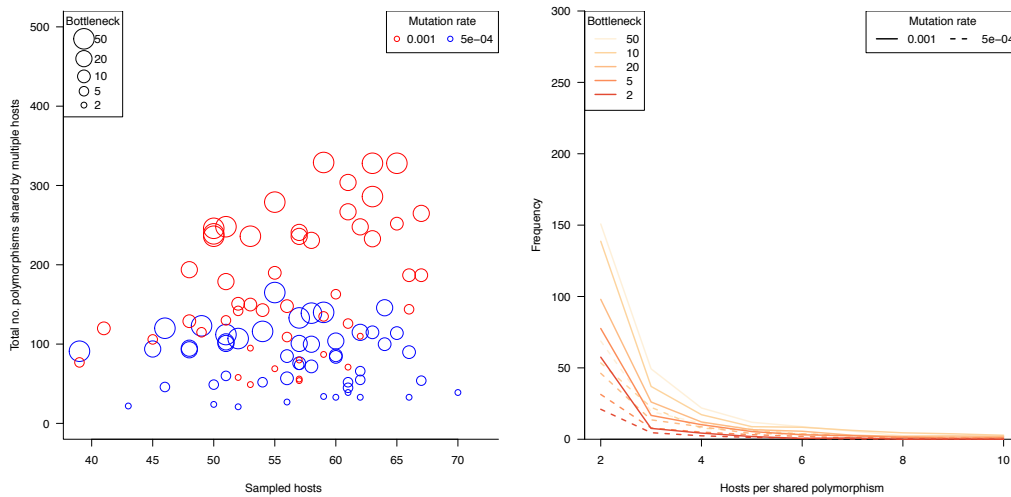 Bottleneck
50
20
10
5
2
Mutation rate
0.001 5e−04
Total no. polymorphisms shared by multiple hosts
500
400
300
200
100
0
40 45 50 55 60 65 70
Sampled hosts
Bottleneck
50
10
20
5
2
Mutation rate
0.001 5e−04
Frequency
300
250
200
150
100
50
0
2 4 6 8 10
Hosts per shared polymorphism